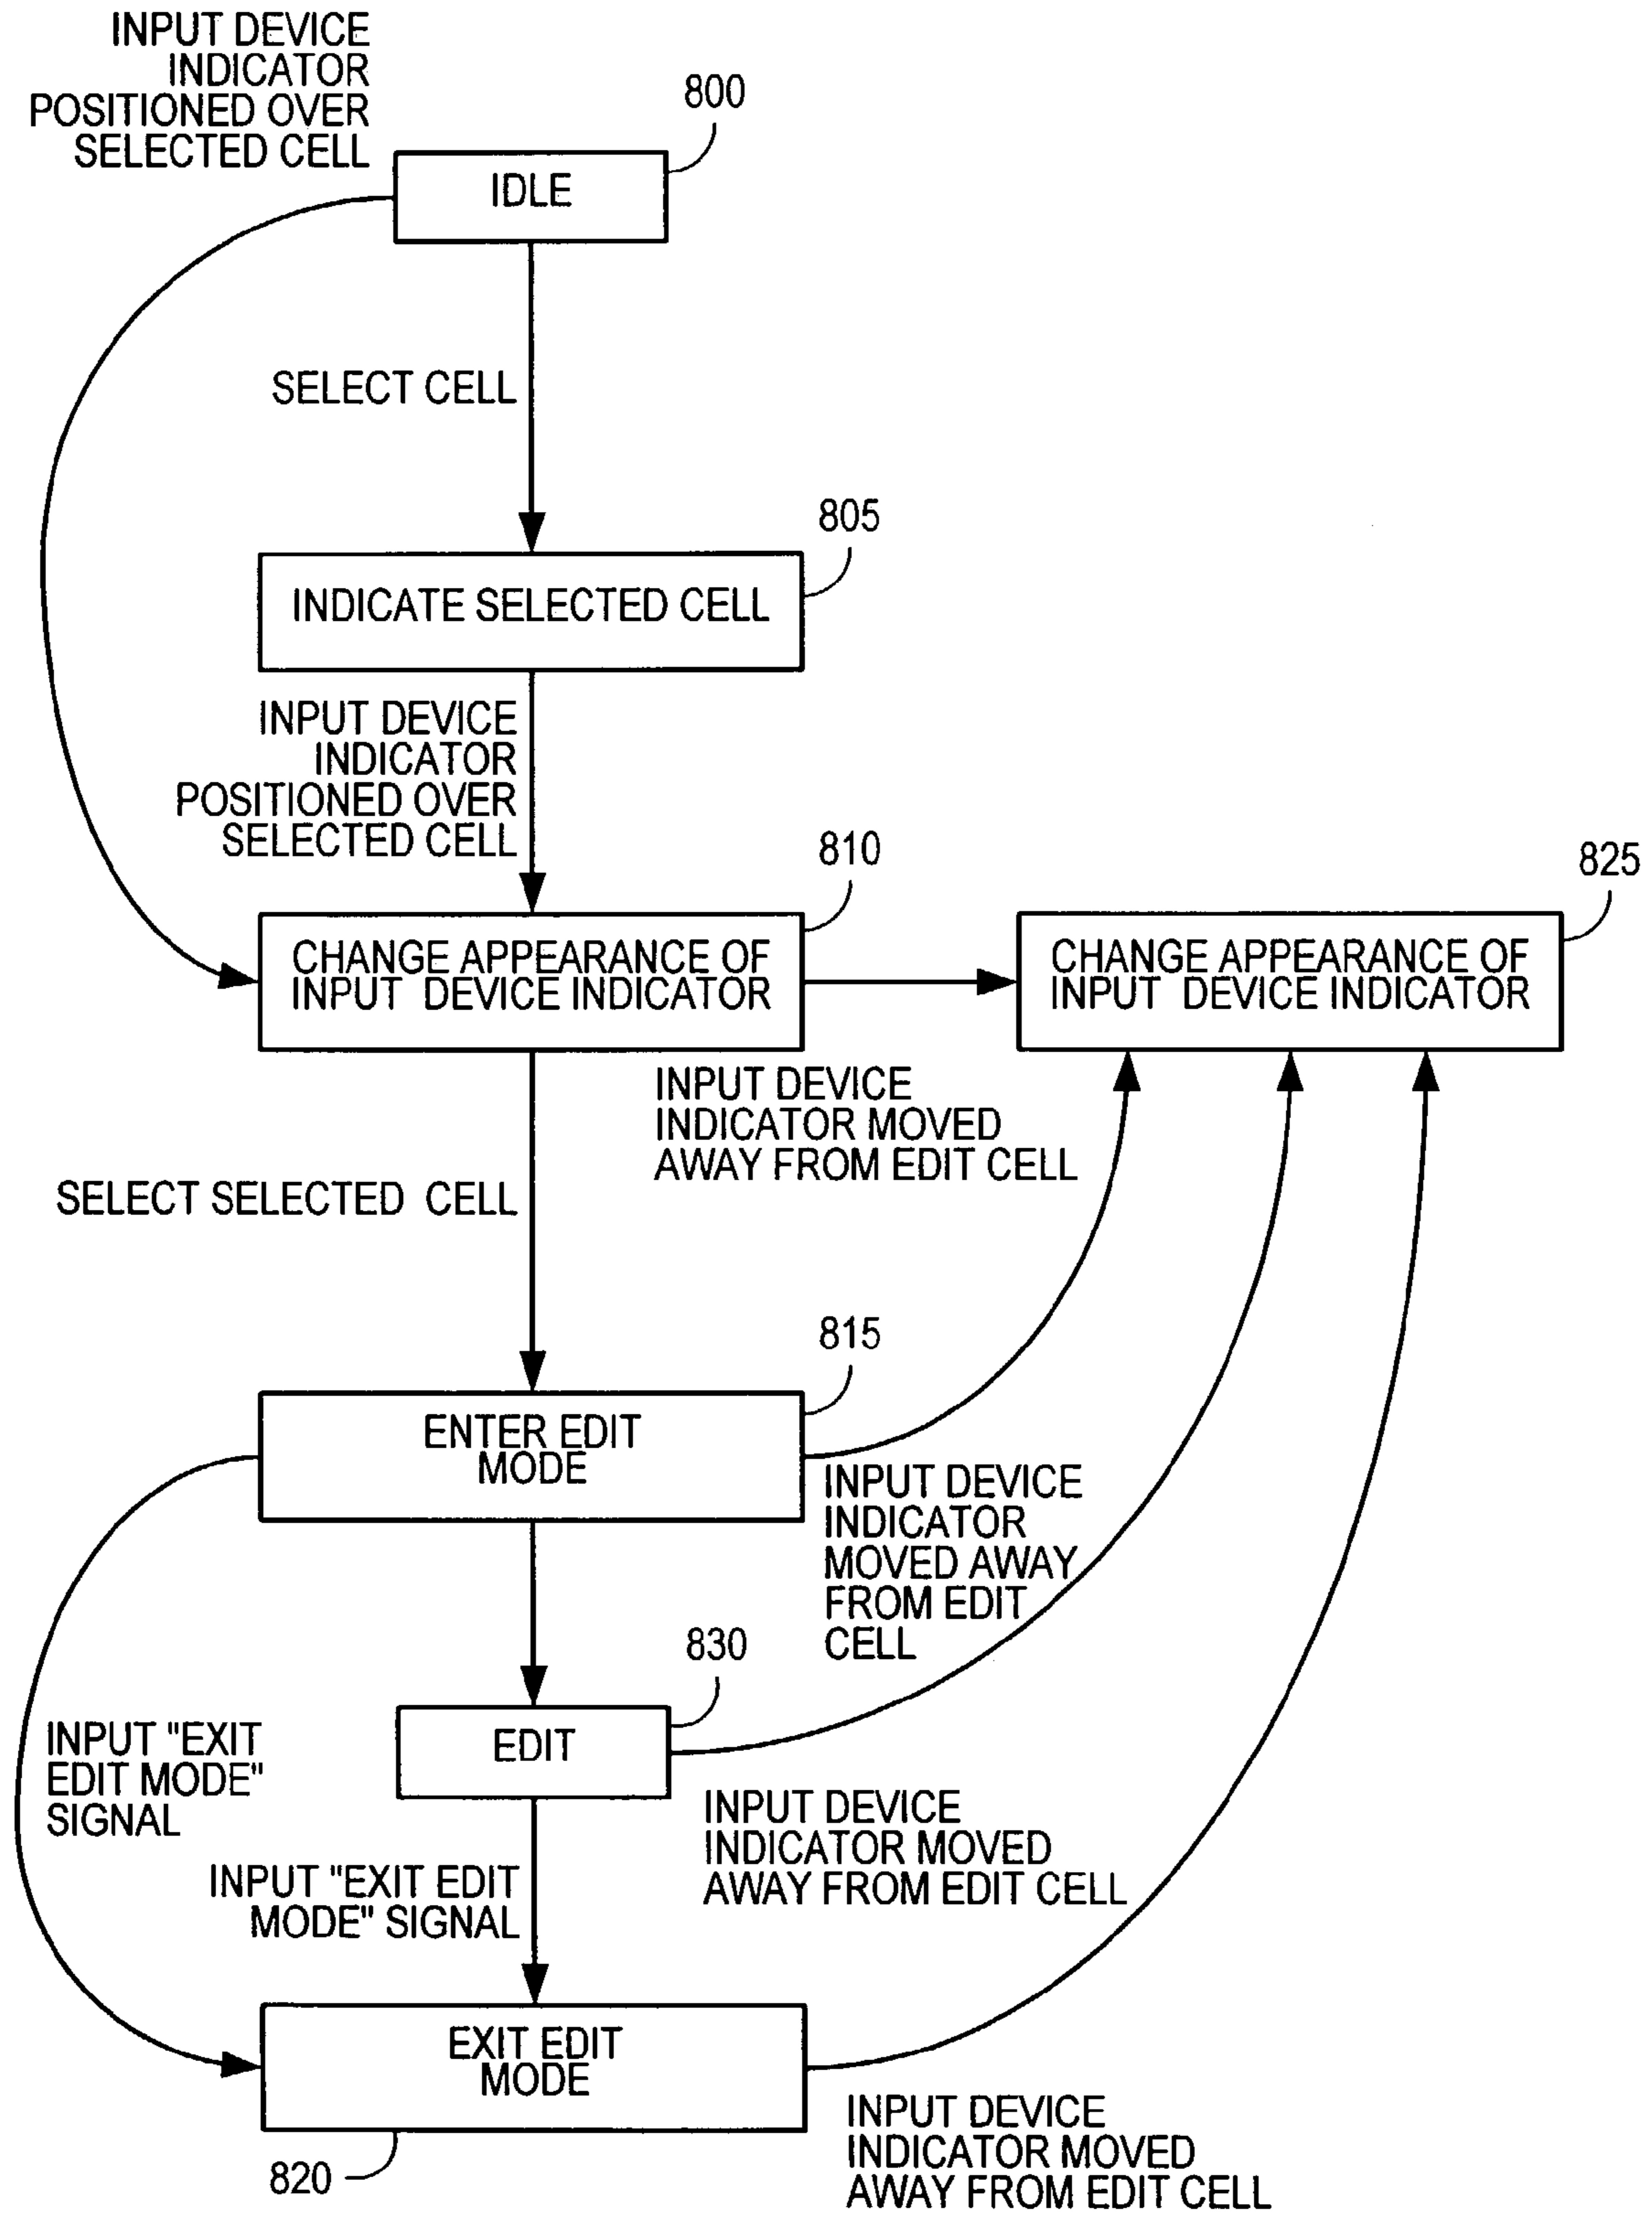 INPUT DEVICE
INDICATOR
POSITIONED OVER
SELECTED CELL
800
IDLE
SELECT CELL
805
INDICATE SELECTED CELL
INPUT DEVICE
INDICATOR
POSITIONED OVER
SELECTED CELL
810
825
CHANGE APPEARANCE OF
INPUT DEVICE INDICATOR
CHANGE APPEARANCE OF
INPUT DEVICE INDICATOR
INPUT DEVICE
INDICATOR MOVED
AWAY FROM EDIT CELL
SELECT SELECTED CELL
815
ENTER EDIT
MODE
INPUT DEVICE
INDICATOR
MOVED AWAY
FROM EDIT
CELL
830
EDIT
INPUT "EXIT
EDIT MODE"
SIGNAL
INPUT DEVICE
INDICATOR MOVED
AWAY FROM EDIT CELL
INPUT "EXIT EDIT
MODE" SIGNAL
EXIT EDIT
MODE
820
INPUT DEVICE
INDICATOR MOVED
AWAY FROM EDIT CELL